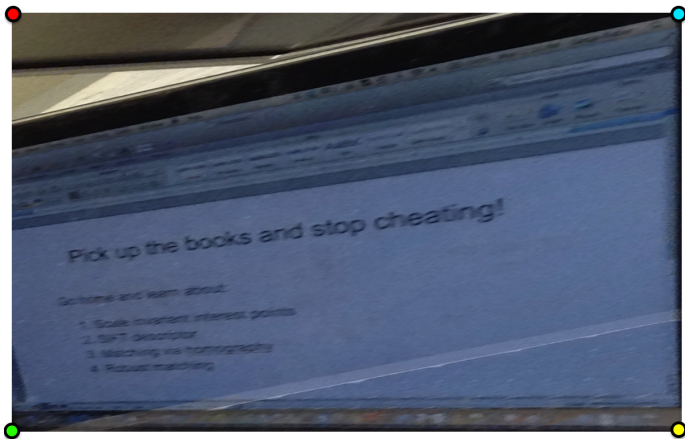 Pick up the books and stop cheating!
Go home and learn about:
1. Scale invariant interest points
2. SIFT descriptor
3. Matching via homography
4. Robust matching